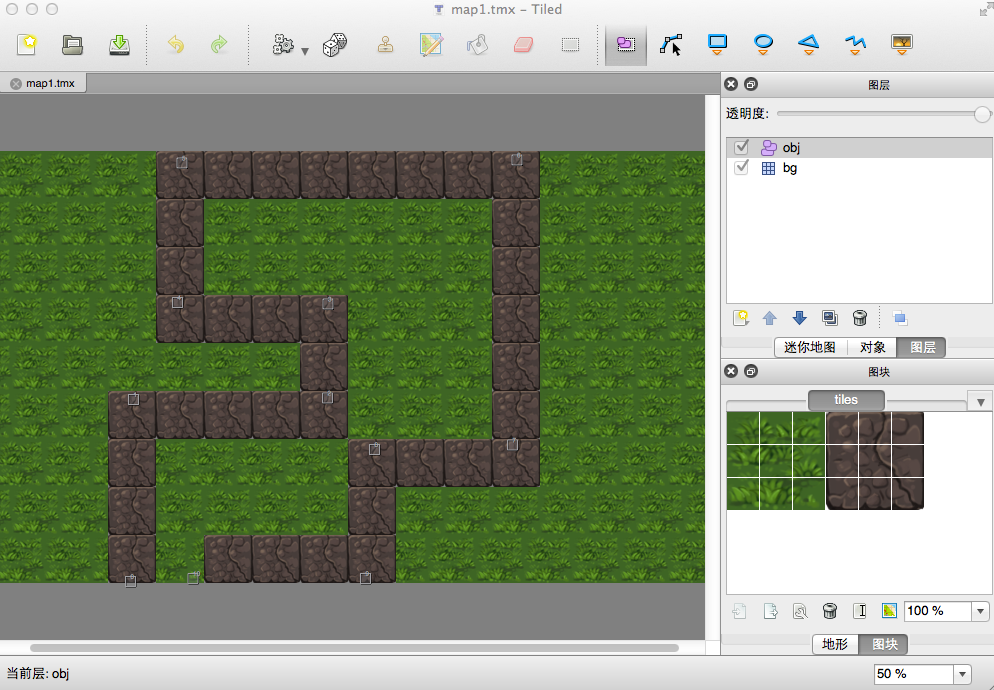 map1.tmx – Tiled
map1.tmx
图层
透明度:
obj
bg
迷你地图 对象 图层
图块
tiles
100 %
地形 图块
当前层: obj
50 %